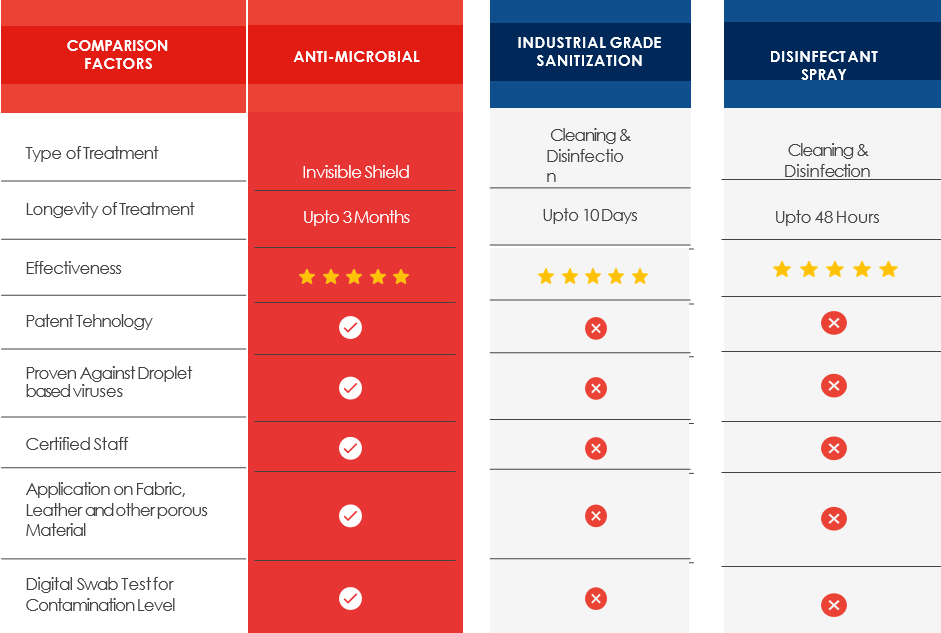 COMPARISON
FACTORS
ANTI-MICROBIAL
INDUSTRIAL GRADE
SANITIZATION
DISINFECTANT
SPRAY
Type of Treatment
Invisible Shield
Cleaning &
Disinfectio
n
Cleaning &
Disinfection
Longevity of Treatment
Upto 3 Months
Upto 10 Days
Upto 48 Hours
Effectiveness
Patent Tehnology
Proven Against Droplet
based viruses
Certified Staff
Application on Fabric,
Leather and other porous
Material
Digital Swab Test for
Contamination Level